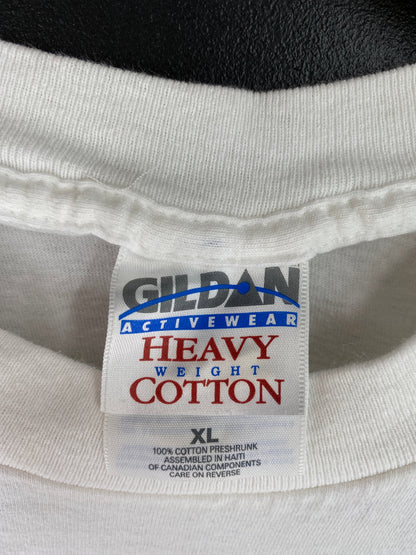 GILDAN
ACTIVEWEAR
HEAVY
WEIGHT
COTTON
XL
100% COTTON PRESHRUNK
ASSEMBLED IN HAITI
OF CANADIAN COMPONENTS
CARE ON REVERSE